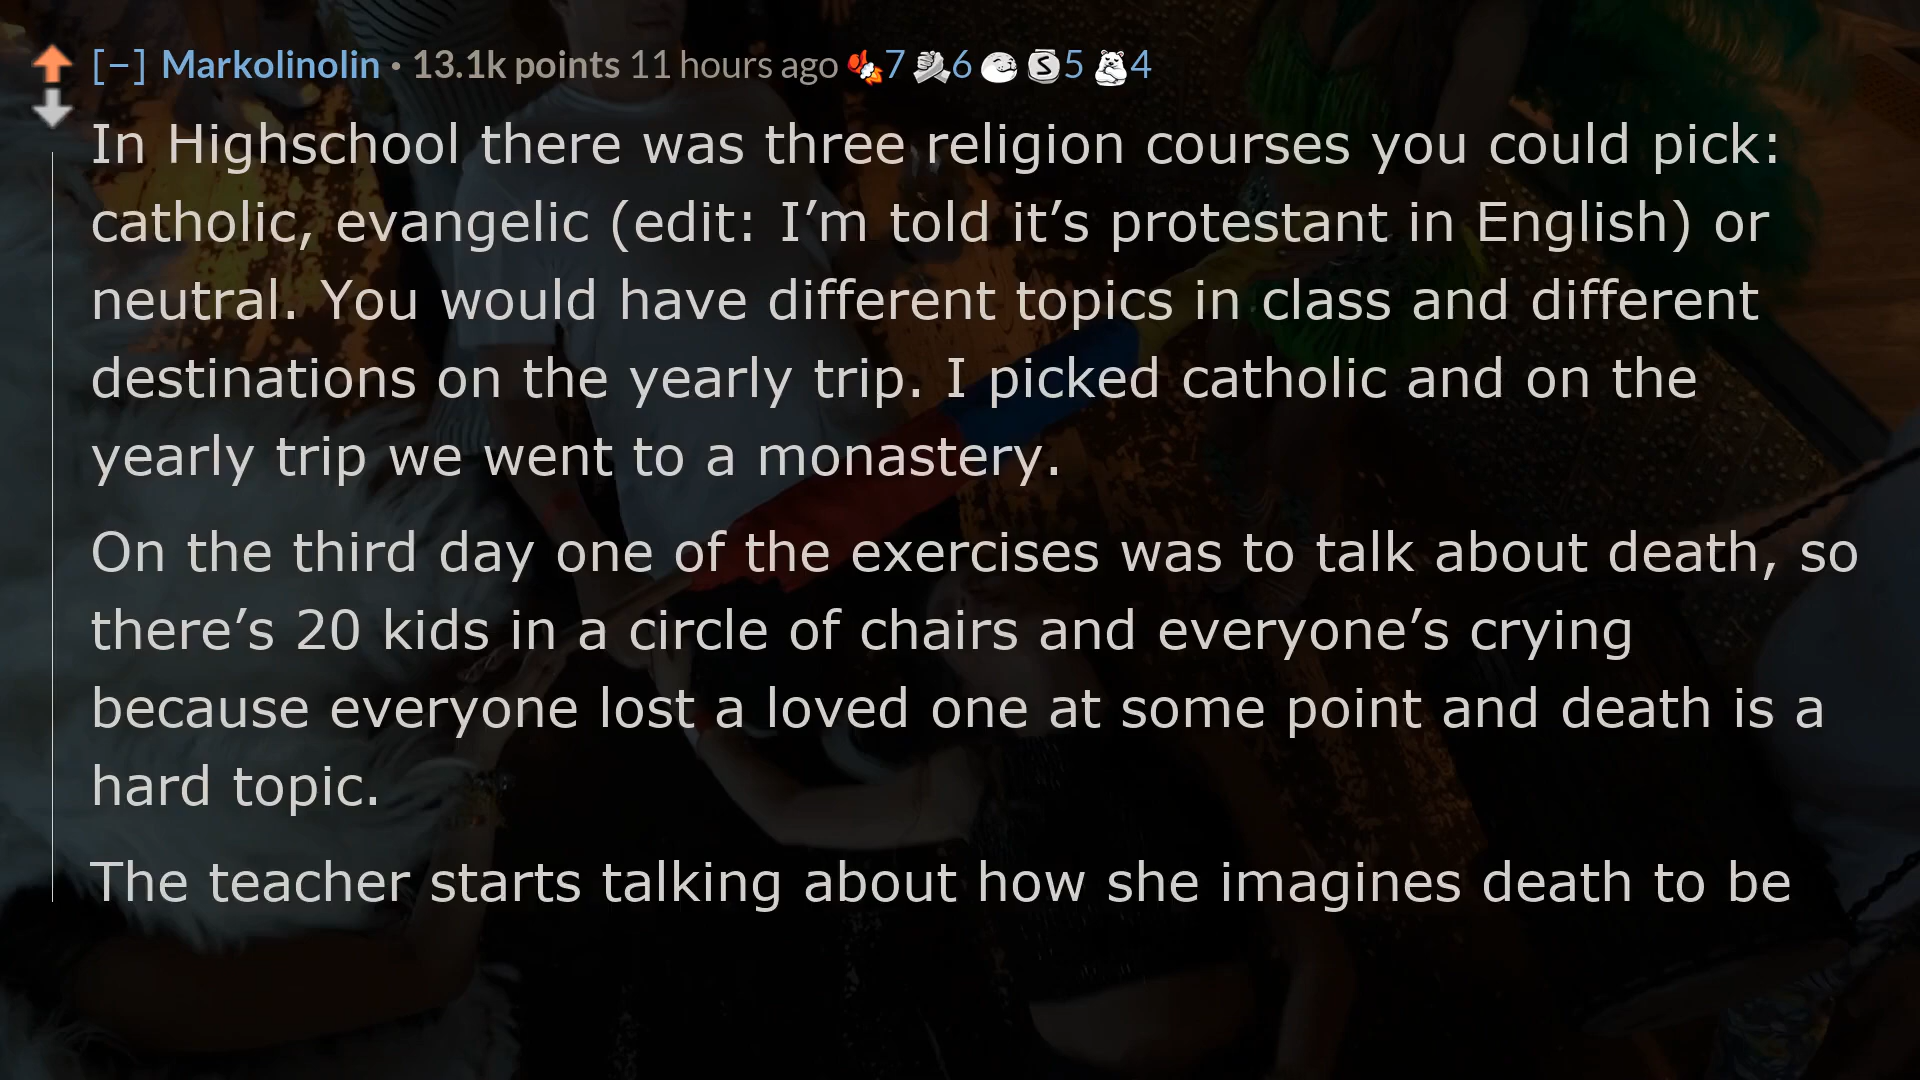 [−] Markolinolin · 13.1k points 11 hours ago 7 6 S 5 4
In Highschool there was three religion courses you could pick:
catholic, evangelic (edit: I’m told it’s protestant in English) or
neutral. You would have different topics in class and different
destinations on the yearly trip. I picked catholic and on the
yearly trip we went to a monastery.
On the third day one of the exercises was to talk about death, so
there’s 20 kids in a circle of chairs and everyone’s crying
because everyone lost a loved one at some point and death is a
hard topic.
The teacher starts talking about how she imagines death to be